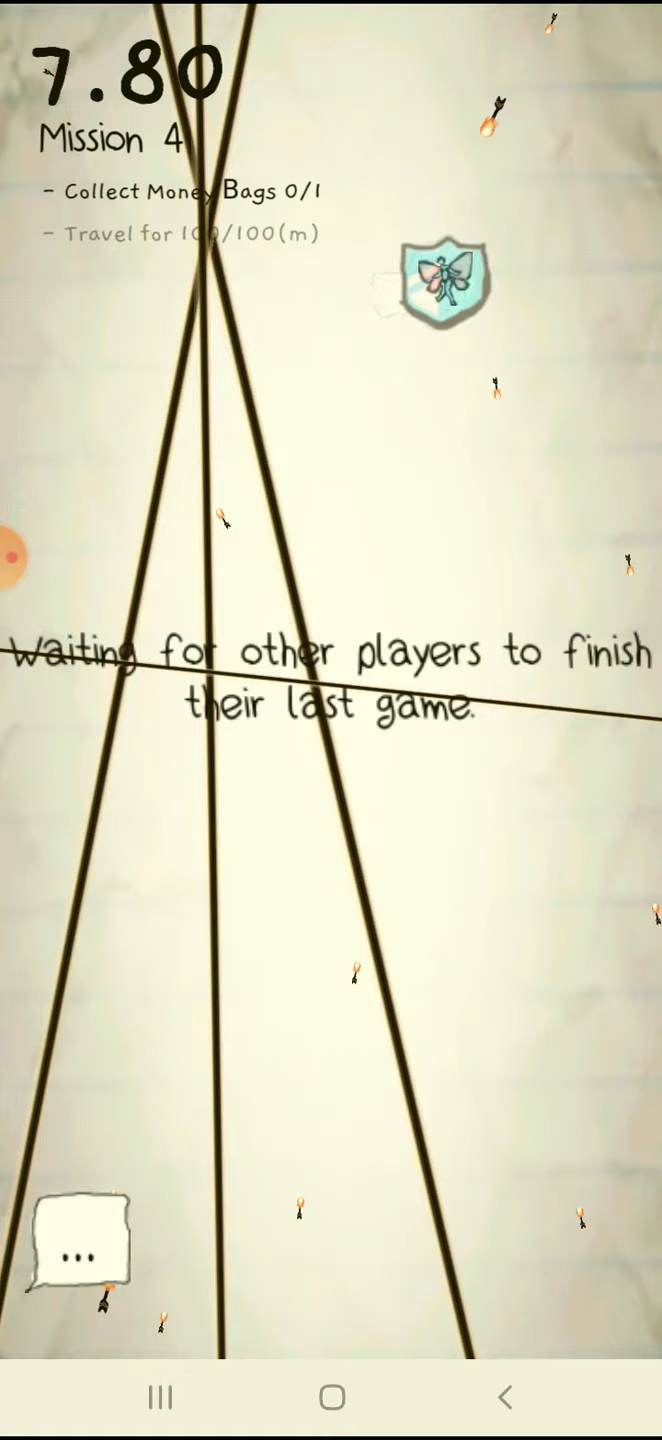 7.80
Mission 4
- Collect Money Bags 0/1
- Travel for 100/100(m)
Waiting for other players to finish
their last game.
...